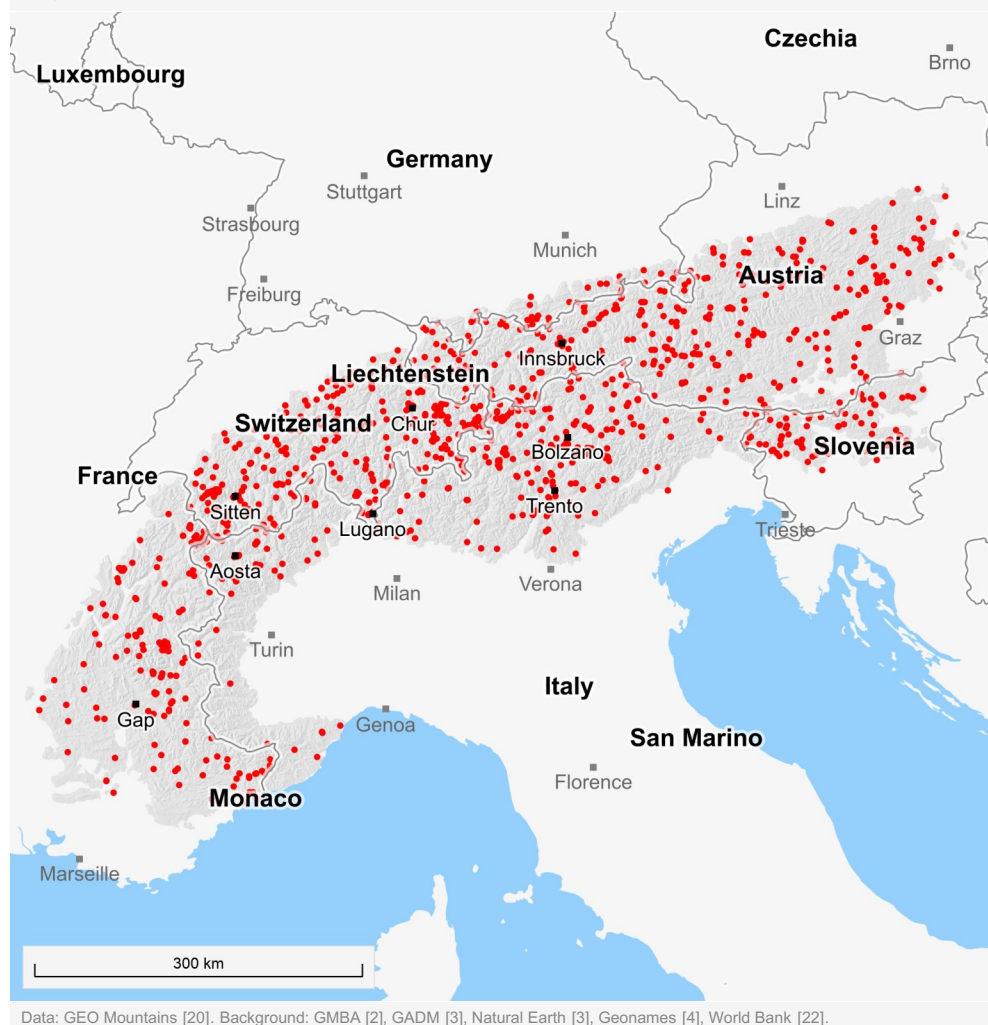 Czechia
Brno
Luxembourg
Germany
Stuttgart
Linz
Strasbourg
Munich
Austria
Freiburg
Graz
Innsbruck
Liechtenstein
Switzerland
Chur
Slovenia
Bolzano
France
Sitten
Trento
Lugano
Trieste
Aosta
Milan
Verona
Turin
Italy
Gap
Genoa
San Marino
Florence
Monaco
Marseille
300 km
Data: GEO Mountains [20]. Background: GMBA [2], GADM [3], Natural Earth [3], Geonames [4], World Bank [22].